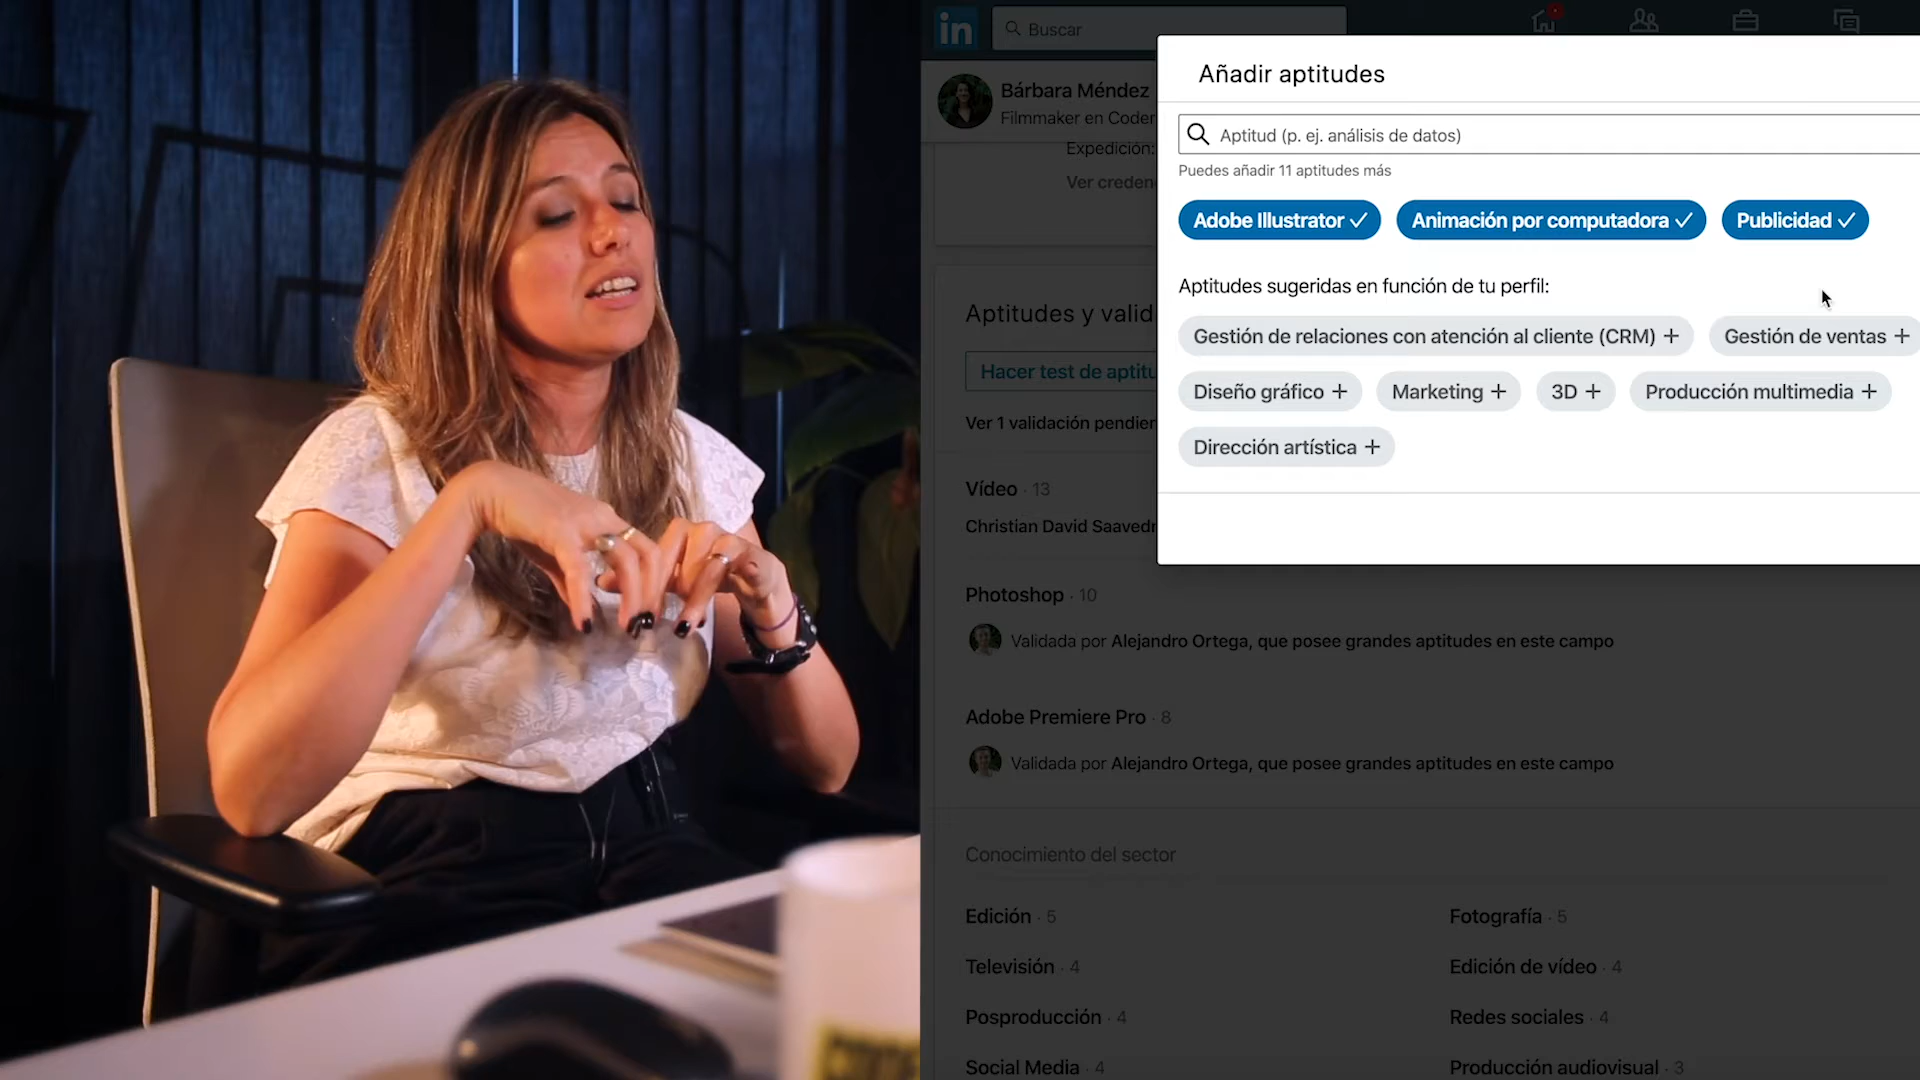 in
Buscar
Bárbara Méndez
Filmmaker en Coder
Expedición:
Ver creden
Añadir aptitudes
Aptitud (p. ej. análisis de datos)
Puedes añadir 11 aptitudes más
Adobe Illustrator
Animación por computadora
Publicidad
Aptitudes sugeridas en función de tu perfil:
Gestión de relaciones con atención al cliente (CRM) +
Gestión de ventas +
Diseño gráfico +
Marketing +
3D +
Producción multimedia +
Dirección artística +
Aptitudes y valid
Hacer test de aptitu
Ver 1 validación pendier
Vídeo · 13
Christian David Saavedr
Photoshop · 10
Validada por Alejandro Ortega, que posee grandes aptitudes en este campo
Adobe Premiere Pro · 8
Validada por Alejandro Ortega, que posee grandes aptitudes en este campo
Conocimiento del sector
Edición · 5
Fotografía · 5
Televisión · 4
Edición de vídeo · 4
Posproducción · 4
Redes sociales · 4
Social Media · 4
Producción audiovisual · 3